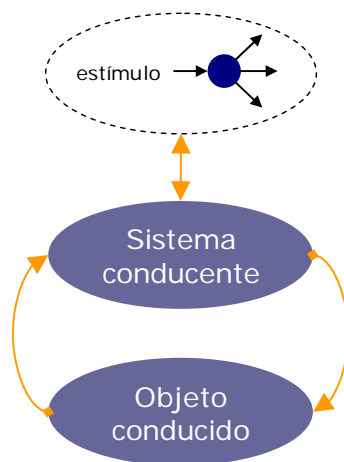 estímulo
Sistema
conducente
Objeto
conducido